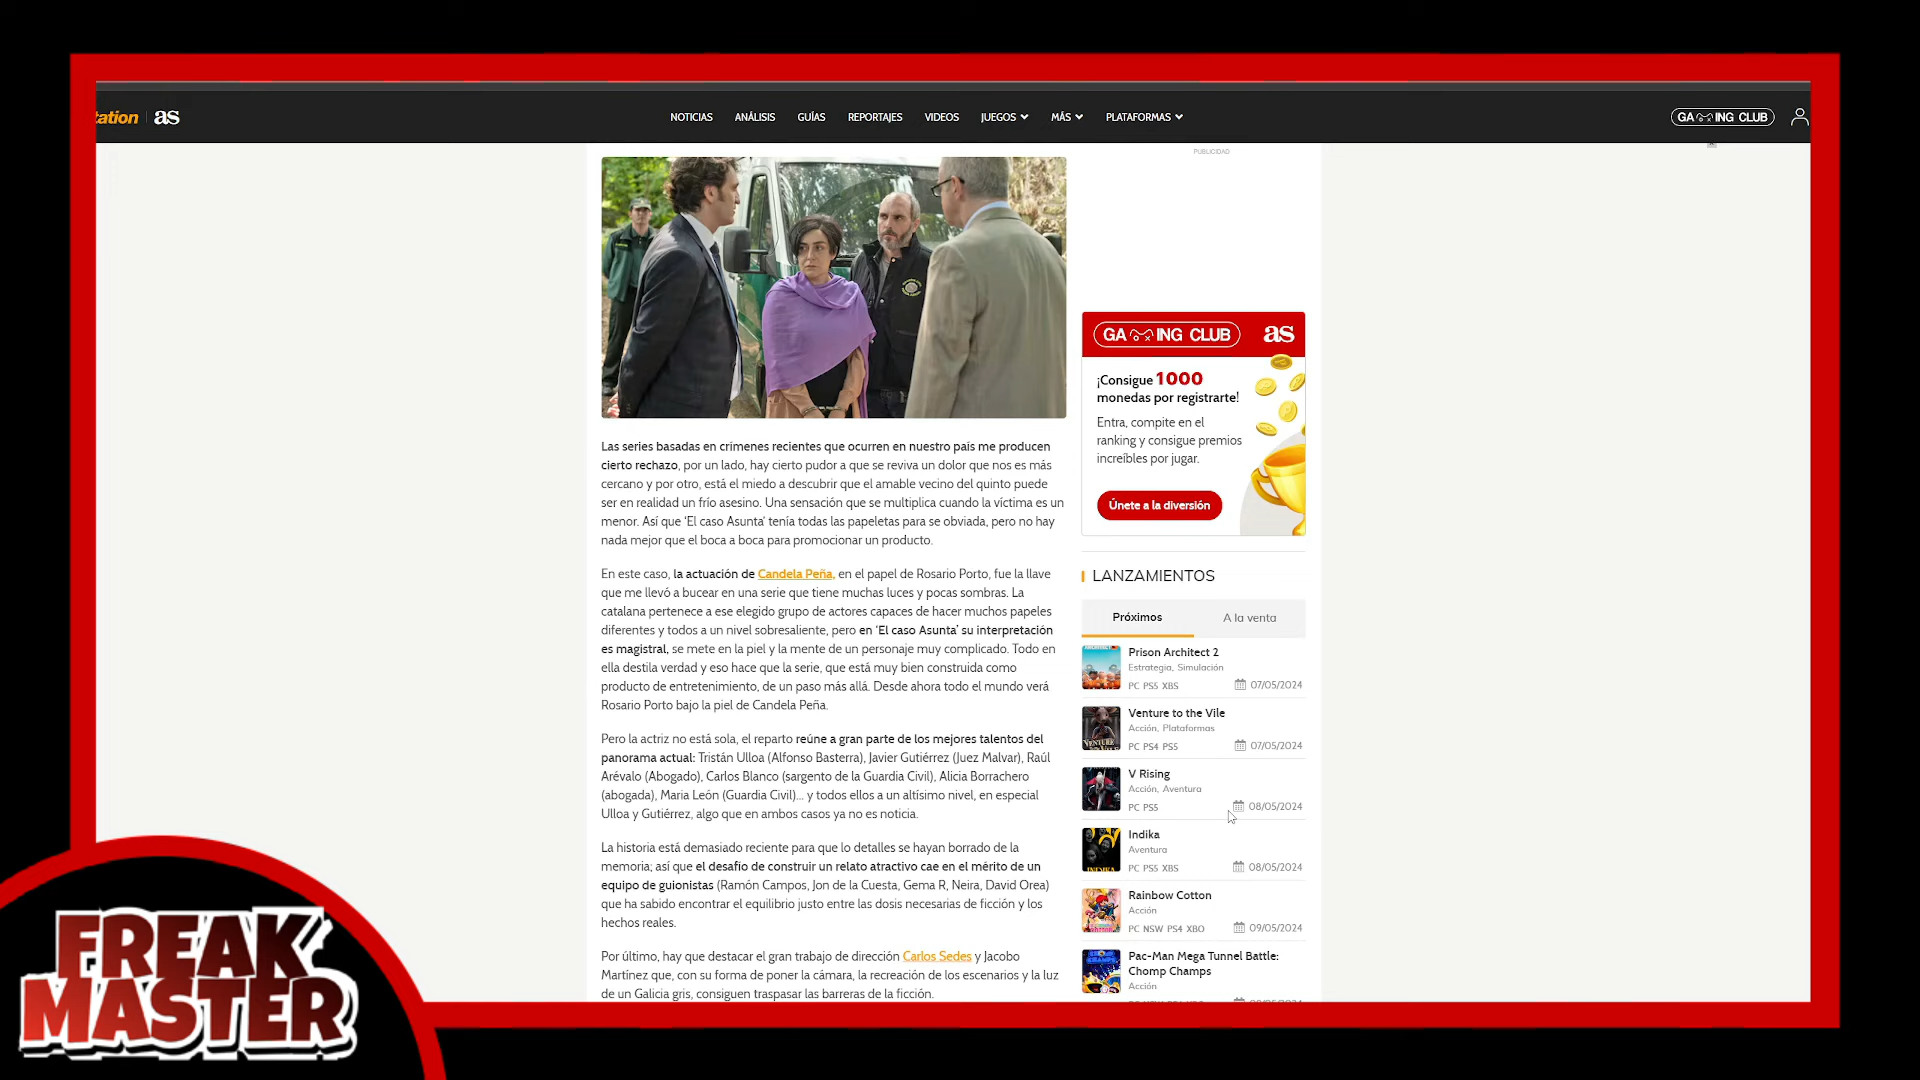 tation as
NOTICIAS ANÁLISIS GUÍAS REPORTAJES VIDEOS JUEGOS MÁS PLATAFORMAS
GAMING CLUB
PUBLICIDAD
Las series basadas en crímenes recientes que ocurren en nuestro país me producen
cierto rechazo, por un lado, hay cierto pudor a que se reviva un dolor que nos es más
cercano y por otro, está el miedo a descubrir que el amable vecino del quinto puede
ser en realidad un frío asesino. Una sensación que se multiplica cuando la víctima es un
menor. Así que ‘El caso Asunta’ tenía todas las papeletas para se obviada, pero no hay
nada mejor que el boca a boca para promocionar un producto.
En este caso, la actuación de Candela Peña, en el papel de Rosario Porto, fue la llave
que me llevó a bucear en una serie que tiene muchas luces y pocas sombras. La
catalana pertenece a ese elegido grupo de actores capaces de hacer muchos papeles
diferentes y todos a un nivel sobresaliente, pero en ‘El caso Asunta’ su interpretación
es magistral, se mete en la piel y la mente de un personaje muy complicado. Todo en
ella destila verdad y eso hace que la serie, que está muy bien construida como
producto de entretenimiento, de un paso más allá. Desde ahora todo el mundo verá
Rosario Porto bajo la piel de Candela Peña.
Pero la actriz no está sola, el reparto reúne a gran parte de los mejores talentos del
panorama actual: Tristán Ulloa (Alfonso Basterra), Javier Gutiérrez (Juez Malvar), Raúl
Arévalo (Abogado), Carlos Blanco (sargento de la Guardia Civil), Alicia Borrachero
(abogada), Maria León (Guardia Civil)... y todos ellos a un altísimo nivel, en especial
Ulloa y Gutiérrez, algo que en ambos casos ya no es noticia.
La historia está demasiado reciente para que lo detalles se hayan borrado de la
memoria; así que el desafío de construir un relato atractivo cae en el mérito de un
equipo de guionistas (Ramón Campos, Jon de la Cuesta, Gema R, Neira, David Orea)
que ha sabido encontrar el equilibrio justo entre las dosis necesarias de ficción y los
hechos reales.
Por último, hay que destacar el gran trabajo de dirección Carlos Sedes y Jacobo
Martínez que, con su forma de poner la cámara, la recreación de los escenarios y la luz
de un Galicia gris, consiguen traspasar las barreras de la ficción.
GAMING CLUB as
¡Consigue 1000
monedas por registrarte!
Entra, compite en el
ranking y consigue premios
increíbles por jugar.
Únete a la diversión
LANZAMIENTOS
Próximos A la venta
Prison Architect 2
Estrategia, Simulación
PC PS5 XBS 07/05/2024
Venture to the Vile
Acción, Plataformas
PC PS4 PS5 07/05/2024
V Rising
Acción, Aventura
PC PS5 08/05/2024
Indika
Aventura
PC PS5 XBS 08/05/2024
Rainbow Cotton
Acción
PC NSW PS4 XBO 09/05/2024
Pac-Man Mega Tunnel Battle:
Chomp Champs
Acción
FREAK
MASTER